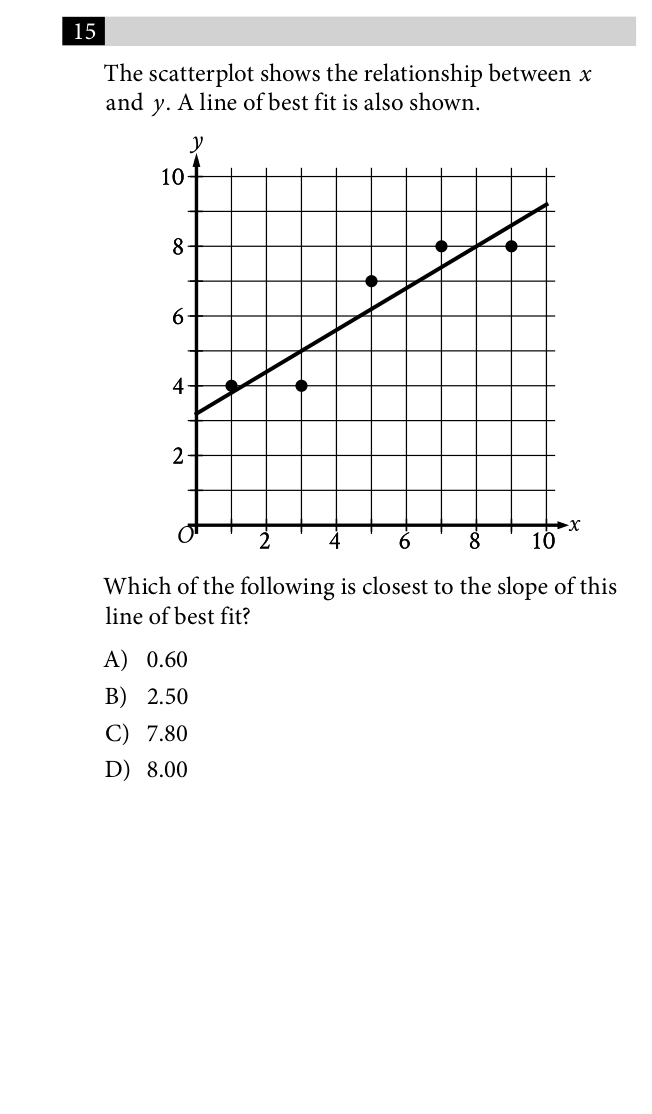 15
The scatterplot shows the relationship between x
and y. A line of best fit is also shown.
y
10
8
6
4
2
O
2 4 6 8 10
x
Which of the following is closest to the slope of this
line of best fit?
A) 0.60
B) 2.50
C) 7.80
D) 8.00